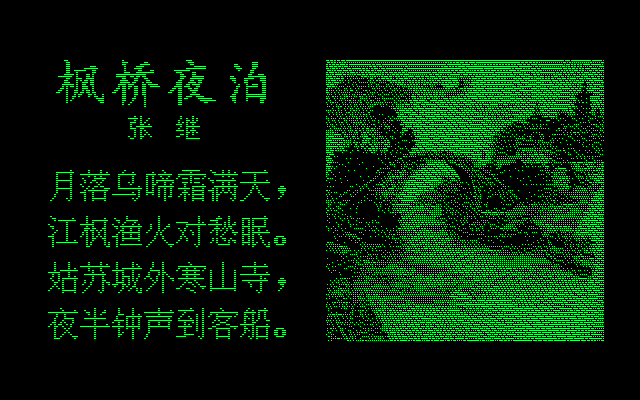 枫桥夜泊
张 继
月落乌啼霜满天，
江枫渔火对愁眠。
姑苏城外寒山寺，
夜半钟声到客船。